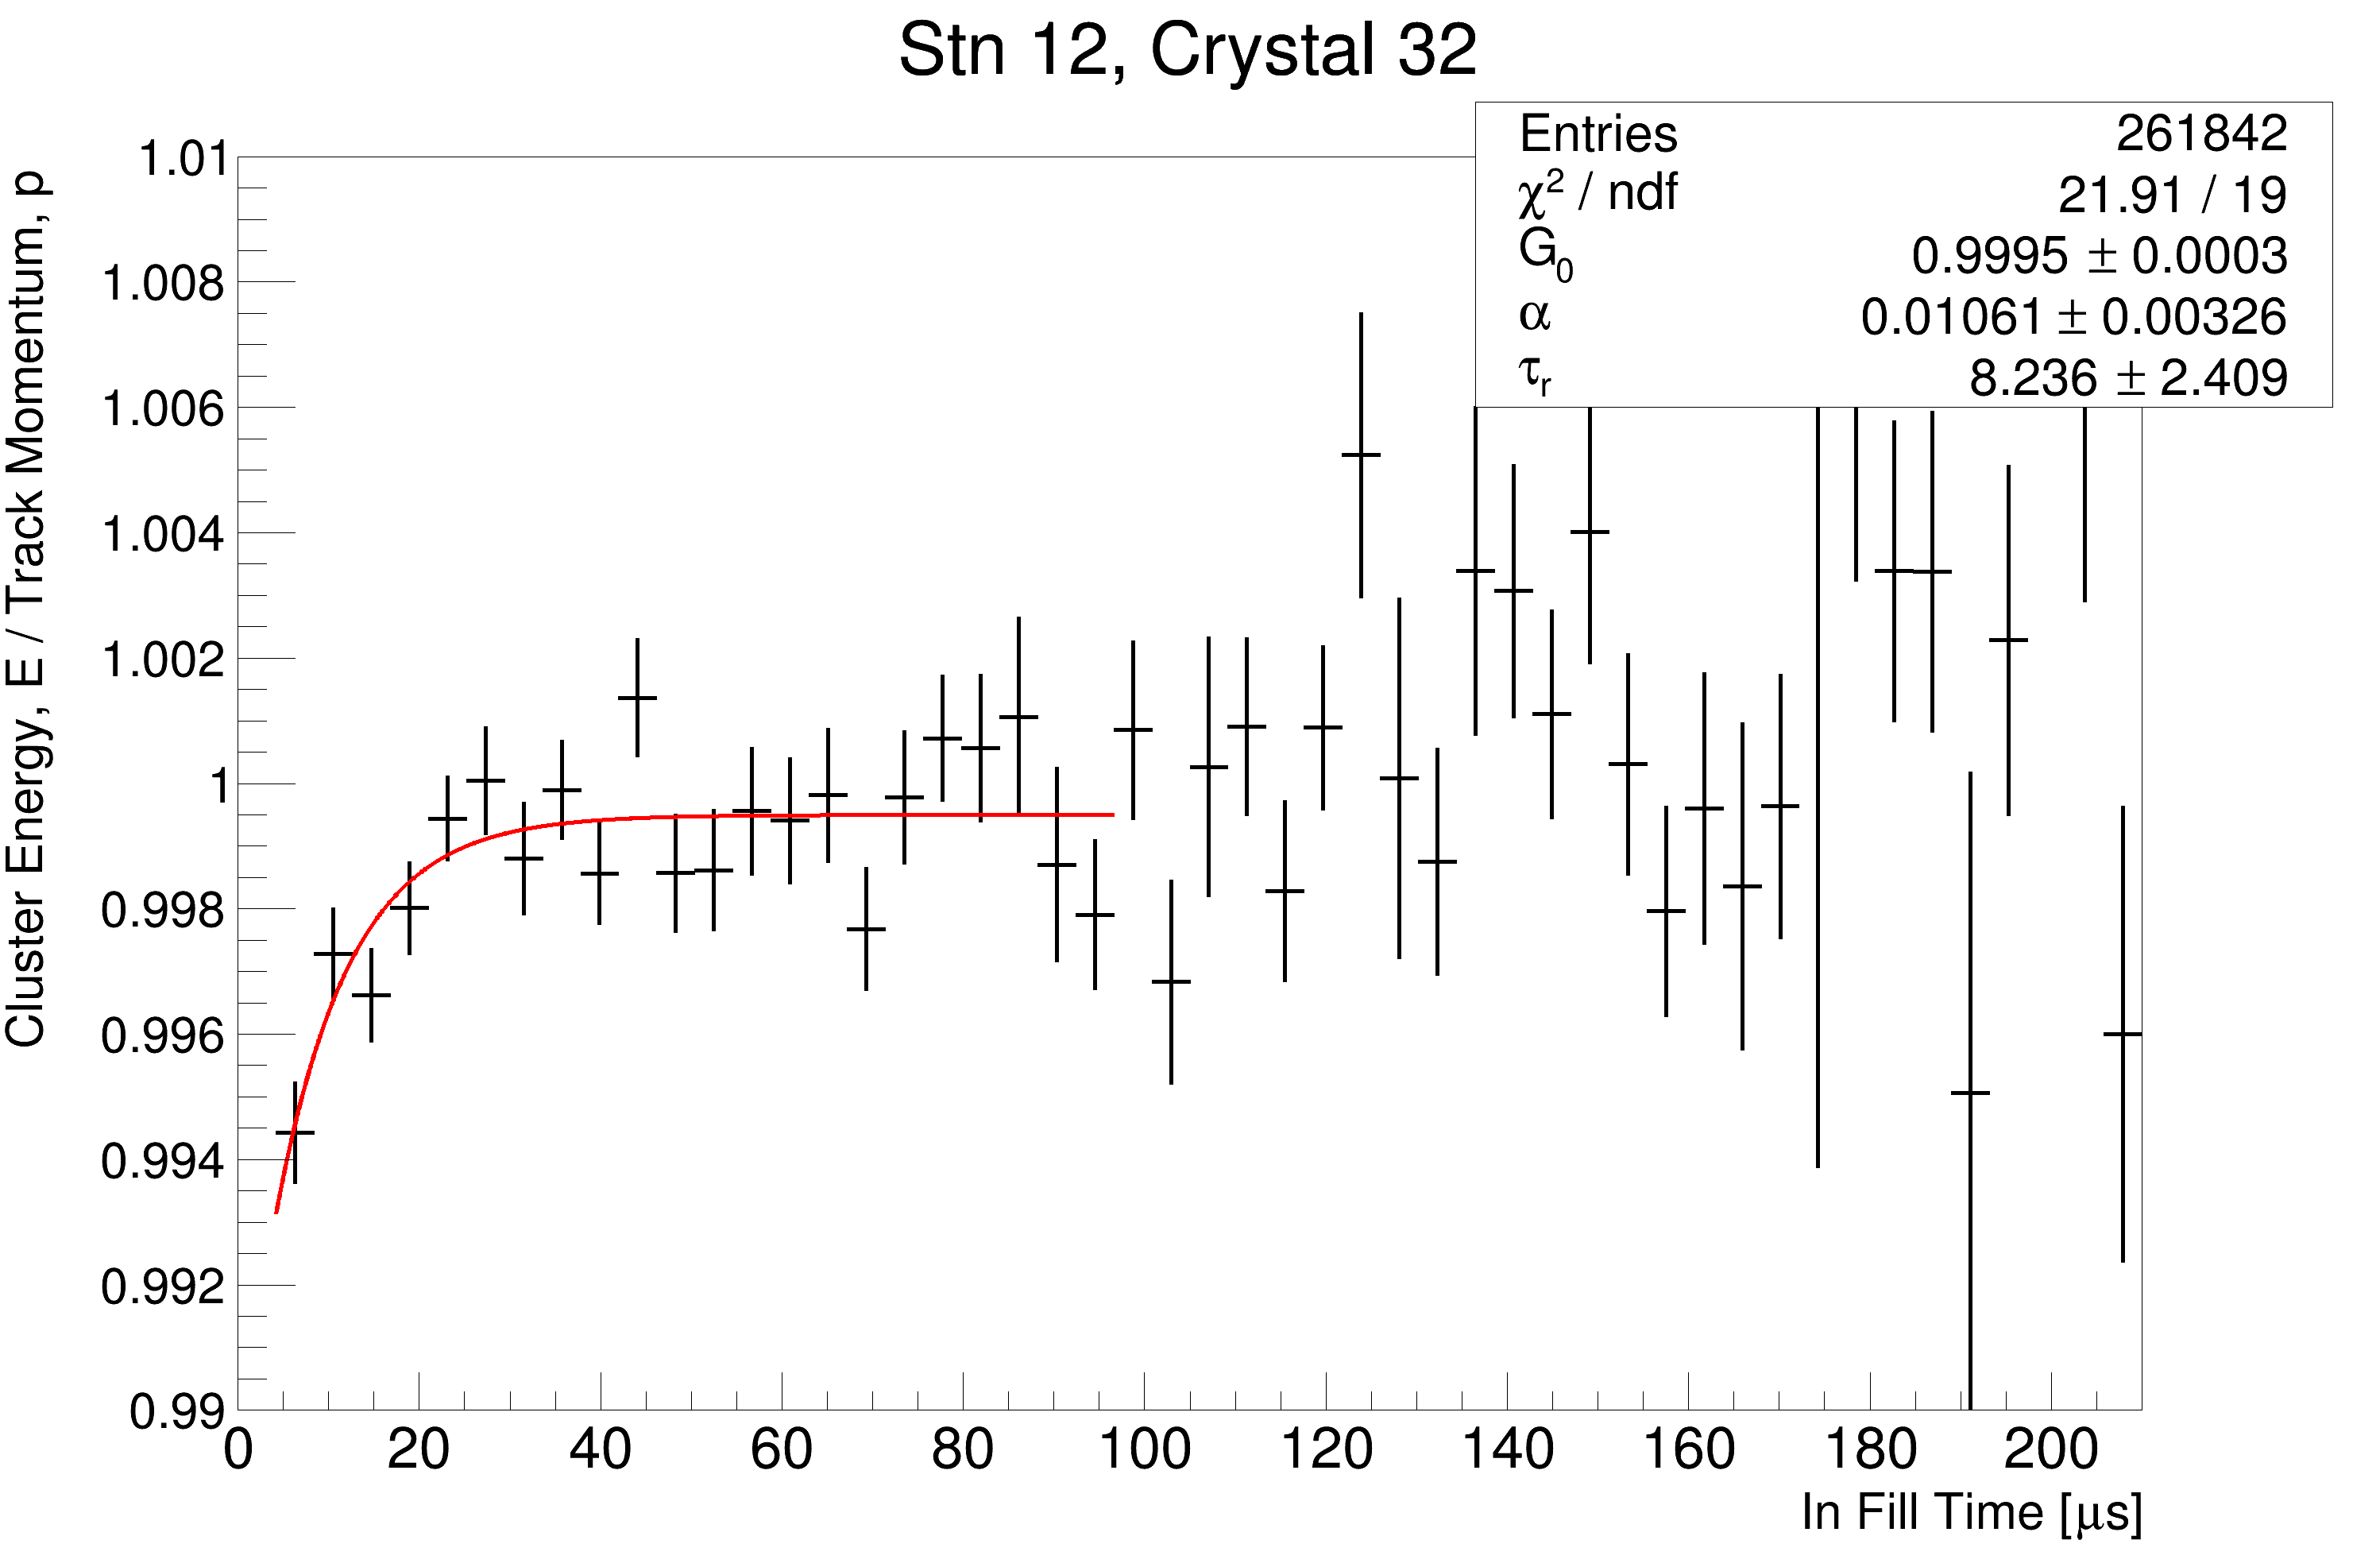 Stn 12, Crystal 32
Entries 261842
χ² / ndf 21.91 / 19
G₀ 0.9995 ± 0.0003
α 0.01061 ± 0.00326
τᵣ 8.236 ± 2.409
Cluster Energy, E / Track Momentum, p
1.01
1.008
1.006
1.004
1.002
1
0.998
0.996
0.994
0.992
0.99
0 20 40 60 80 100 120 140 160 180 200
In Fill Time [μs]